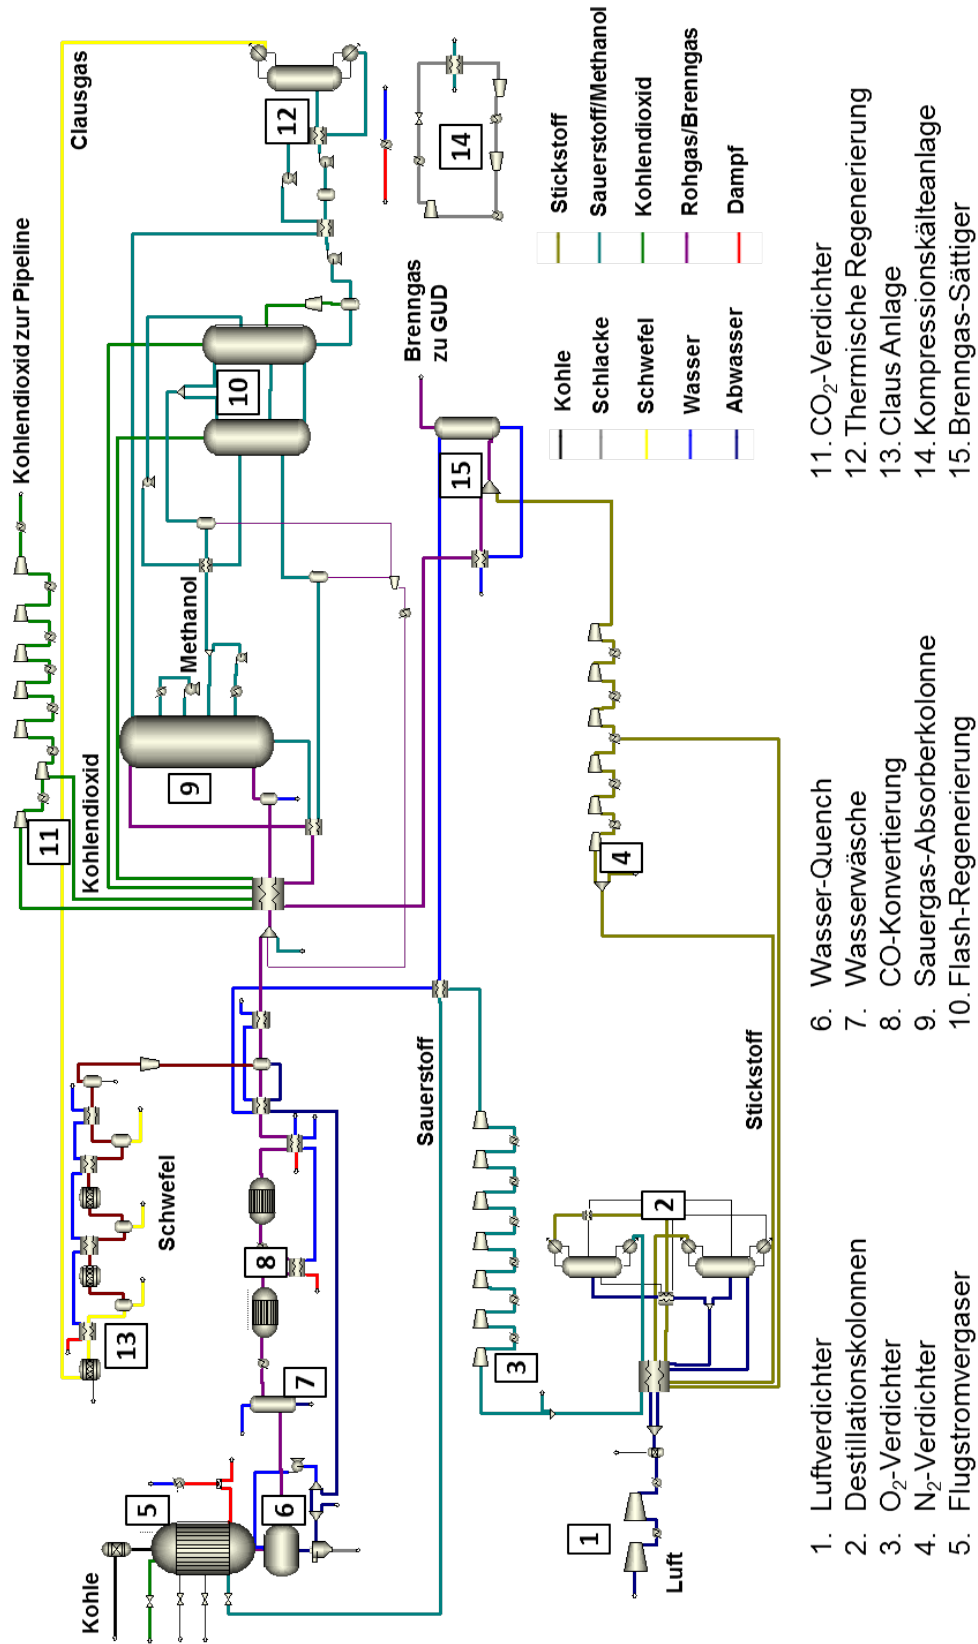 Kohlendioxid zur Pipeline
Clausgas
11
Kohlendioxid
Methanol
9
10
12
14
Brenngas
zu GUD
15
13
Schwefel
Kohle
5
6
7
8
Sauerstoff
3
4
Luft
1
2
Stickstoff
Kohle
Schlacke
Schwefel
Wasser
Abwasser
Stickstoff
Sauerstoff/Methanol
Kohlendioxid
Rohgas/Brenngas
Dampf
1. Luftverdichter
2. Destillationskolonnen
3. O₂-Verdichter
4. N₂-Verdichter
5. Flugstromvergaser
6. Wasser-Quench
7. Wasserwäsche
8. CO-Konvertierung
9. Sauergas-Absorberkolonne
10. Flash-Regenerierung
11. CO₂-Verdichter
12. Thermische Regenerierung
13. Claus Anlage
14. Kompressionskälteanlage
15. Brenngas-Sättiger